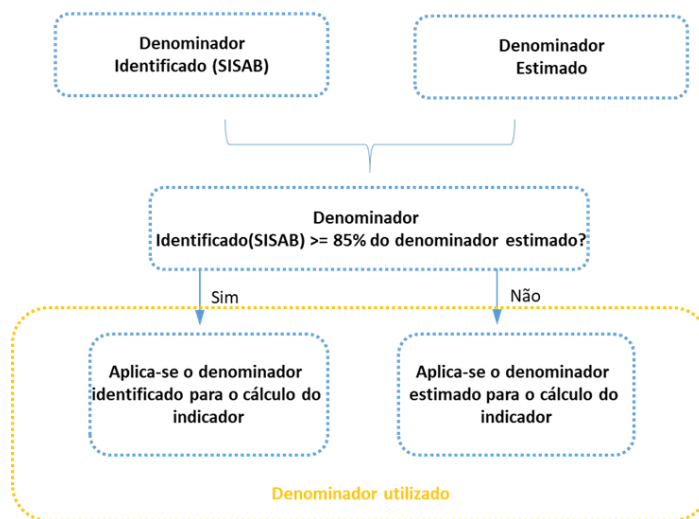 Denominador
Identificado (SISAB)
Denominador
Estimado
Denominador
Identificado(SISAB) >= 85% do denominador estimado?
Sim
Não
Aplica-se o denominador
identificado para o cálculo do
indicador
Aplica-se o denominador
estimado para o cálculo do
indicador
Denominador utilizado